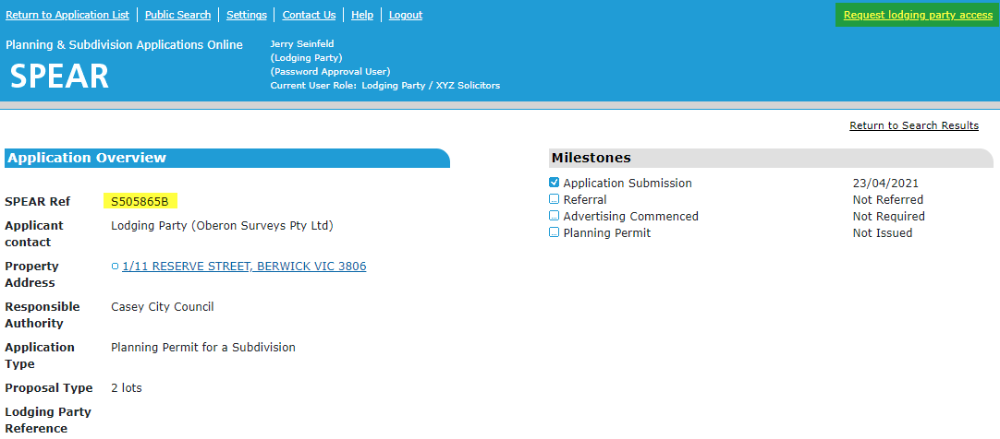 Return to Application List Public Search Settings Contact Us Help Logout
Request lodging party access
Planning & Subdivision Applications Online
SPEAR
Jerry Seinfeld
(Lodging Party)
(Password Approval User)
Current User Role: Lodging Party / XYZ Solicitors
Return to Search Results
Application Overview
SPEAR Ref S505865B
Applicant contact Lodging Party (Oberon Surveys Pty Ltd)
Property Address 1/11 RESERVE STREET, BERWICK VIC 3806
Responsible Authority Casey City Council
Application Type Planning Permit for a Subdivision
Proposal Type 2 lots
Lodging Party Reference
Milestones
Application Submission 23/04/2021
Referral Not Referred
Advertising Commenced Not Required
Planning Permit Not Issued